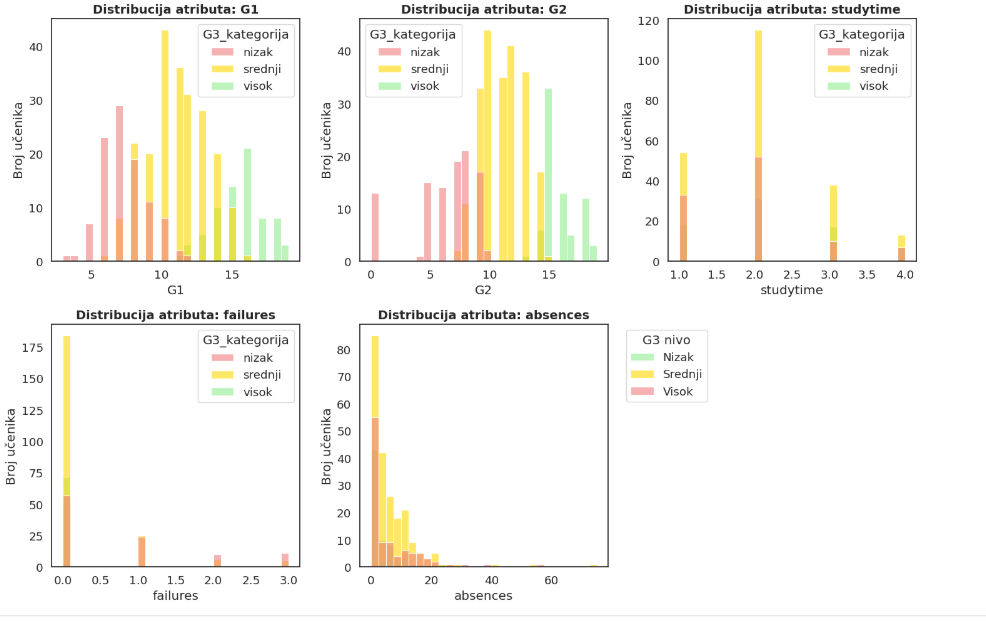 Distribucija atributa: G1
G3_kategorija
nizak
srednji
visok
Broj učenika
0
10
20
30
40
5
10
15
G1
Distribucija atributa: G2
G3_kategorija
nizak
srednji
visok
Broj učenika
0
10
20
30
40
0
5
10
15
G2
Distribucija atributa: studytime
G3_kategorija
nizak
srednji
visok
Broj učenika
0
20
40
60
80
100
120
1.0
1.5
2.0
2.5
3.0
3.5
4.0
studytime
Distribucija atributa: failures
G3_kategorija
nizak
srednji
visok
Broj učenika
0
25
50
75
100
125
150
175
0.0
0.5
1.0
1.5
2.0
2.5
3.0
failures
Distribucija atributa: absences
Broj učenika
0
10
20
30
40
50
60
70
80
0
20
40
60
absences
G3 nivo
Nizak
Srednji
Visok